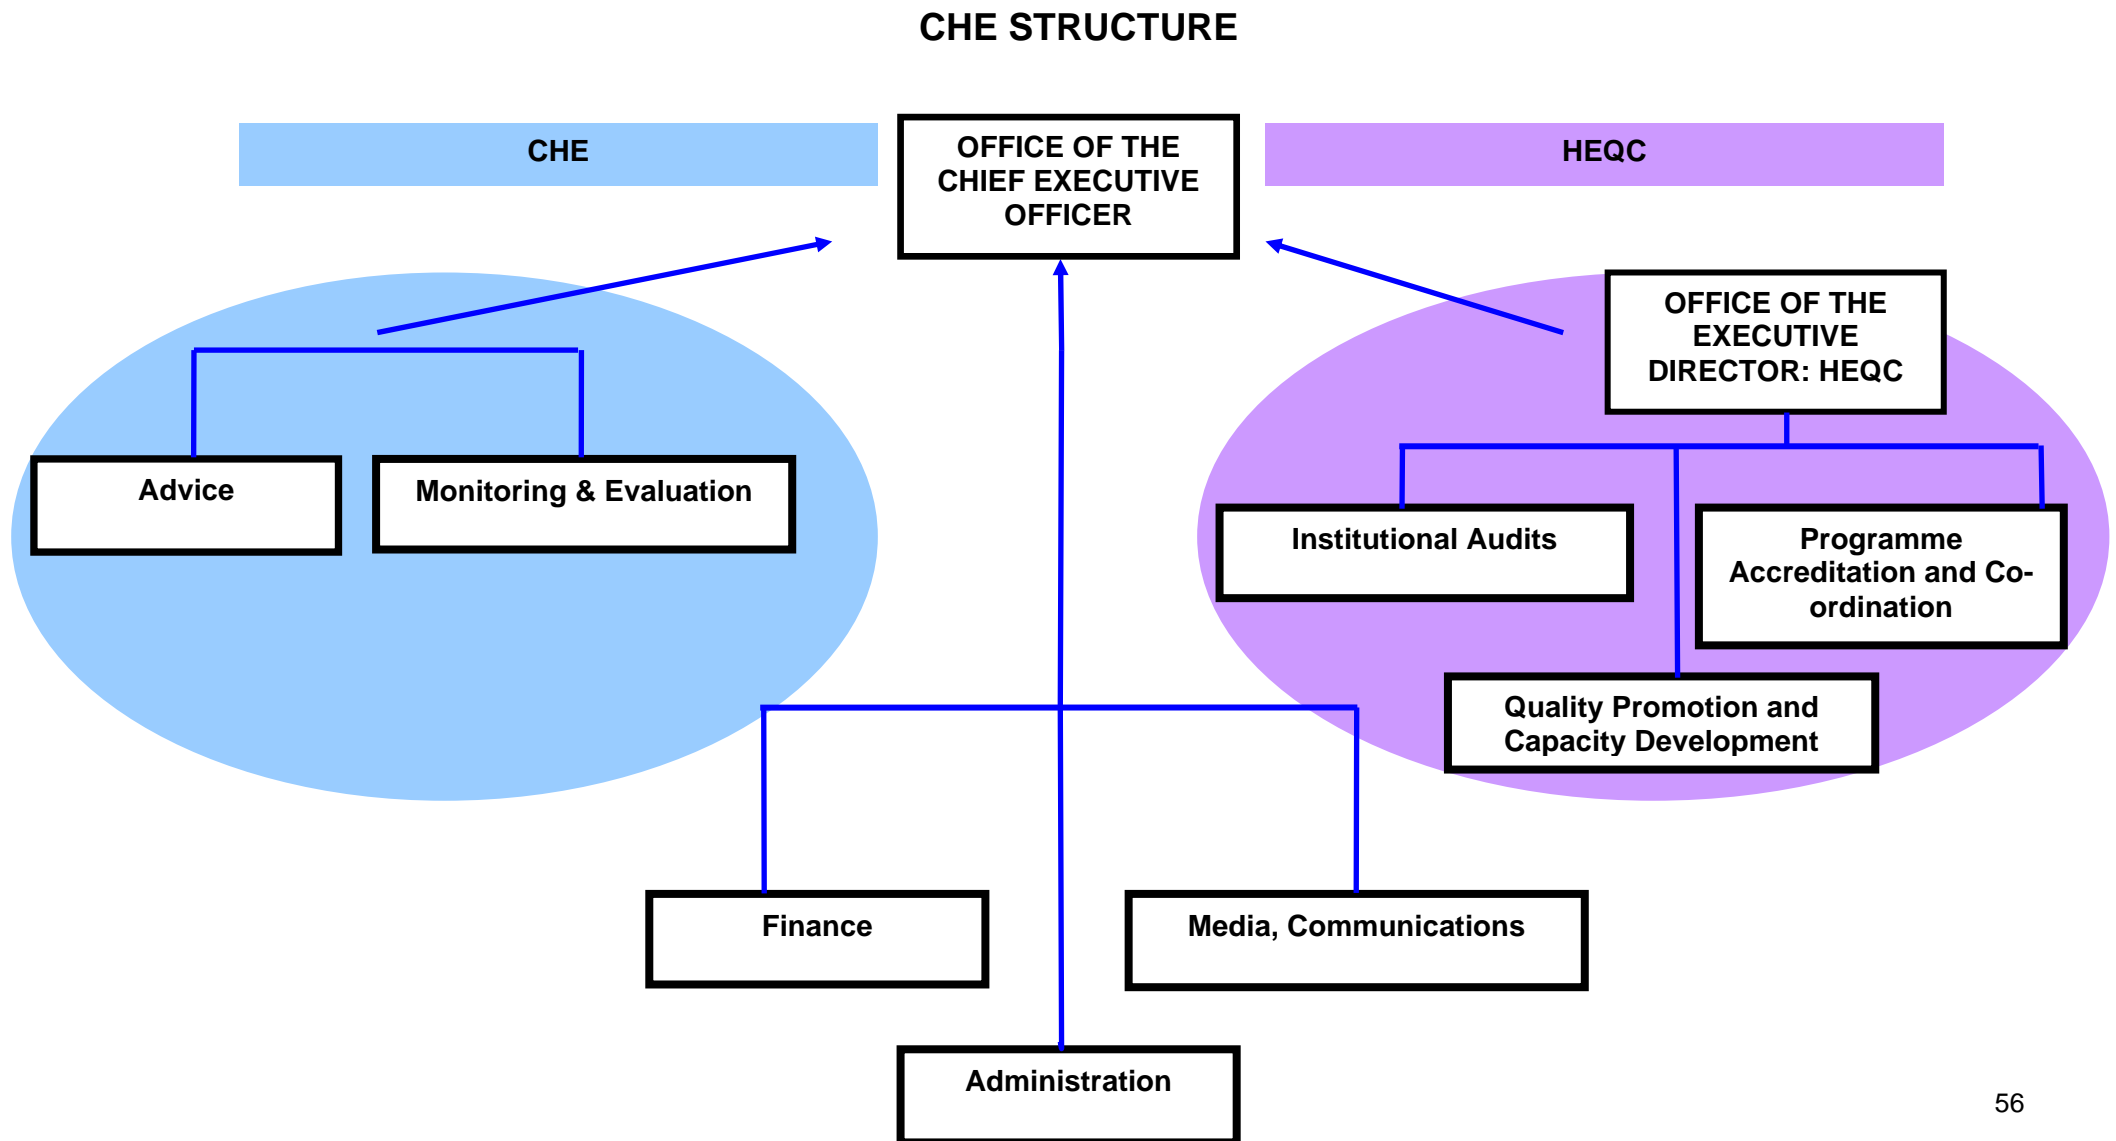 CHE STRUCTURE
CHE
OFFICE OF THE
CHIEF EXECUTIVE
OFFICER
HEQC
OFFICE OF THE
EXECUTIVE
DIRECTOR: HEQC
Advice
Monitoring & Evaluation
Institutional Audits
Programme
Accreditation and Co-
ordination
Quality Promotion and
Capacity Development
Finance
Media, Communications
Administration
56